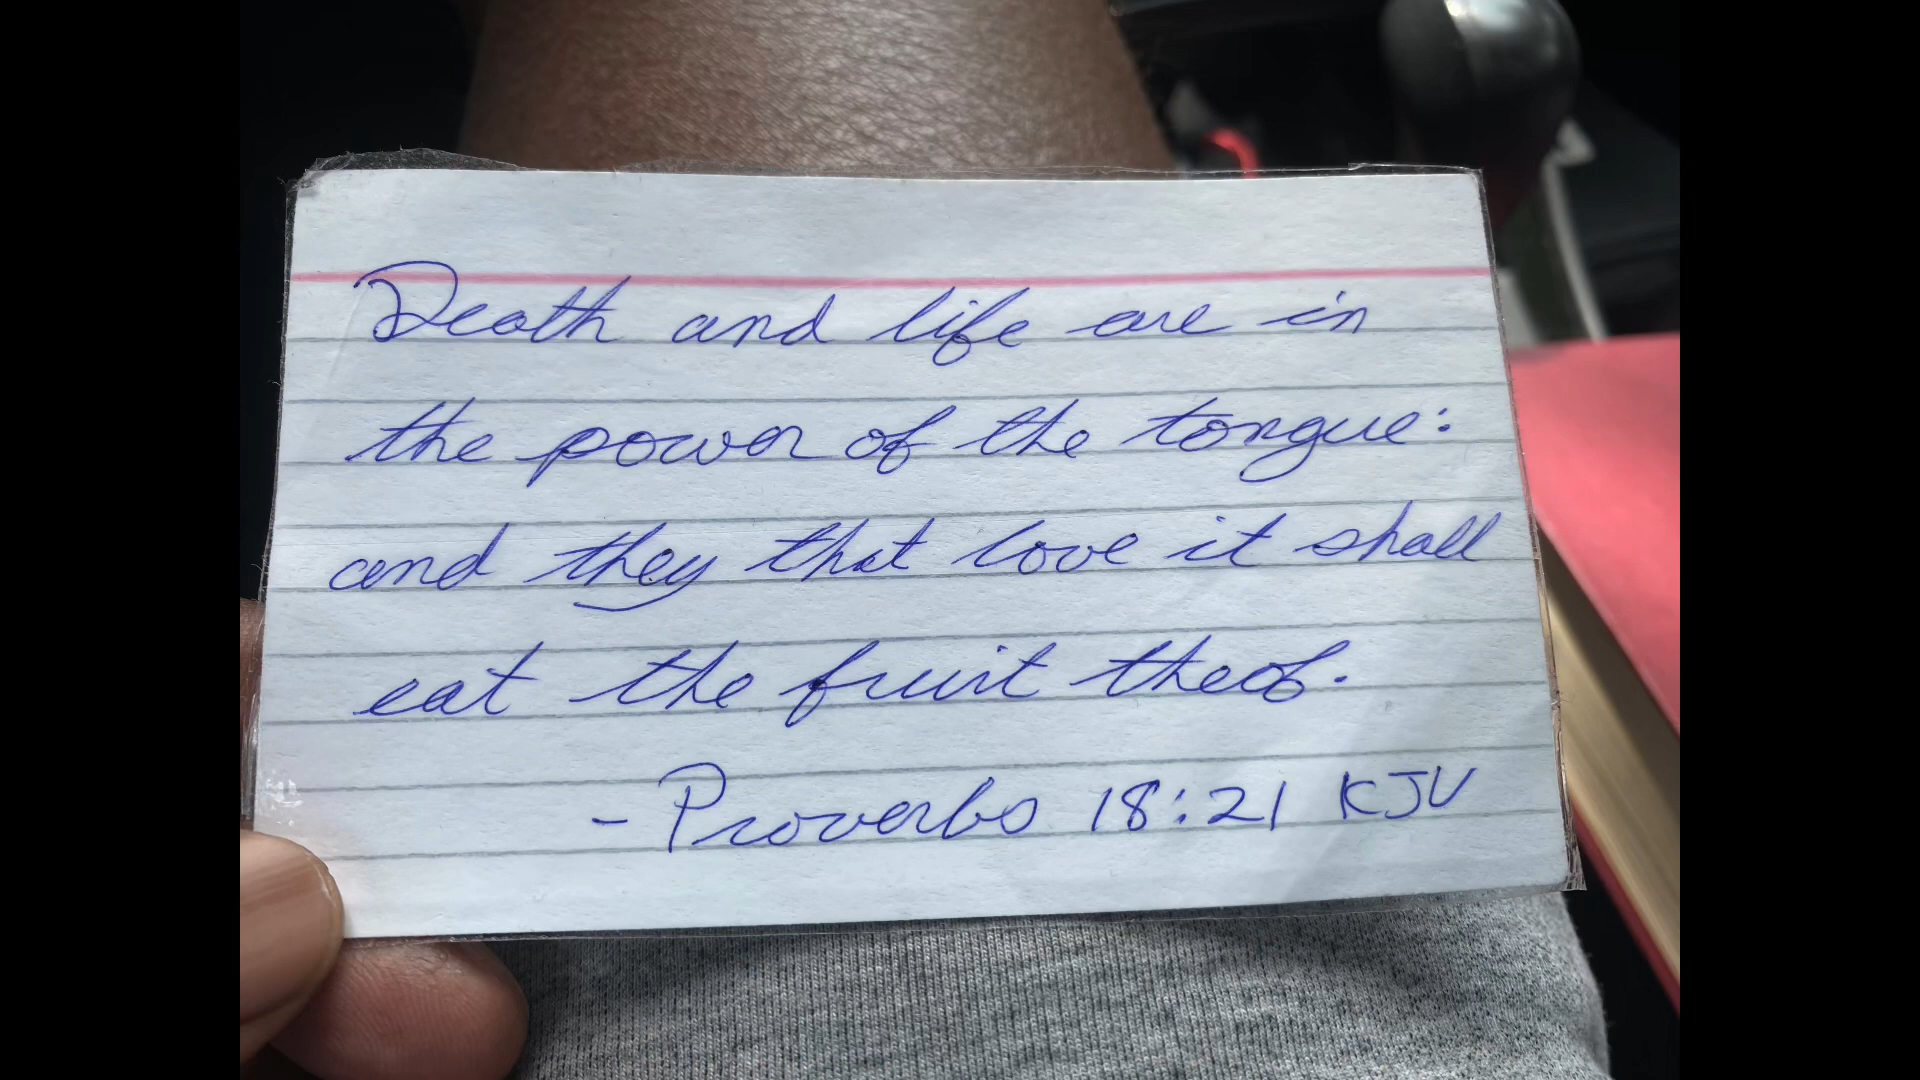 Death and life are in
the power of the tongue:
and they that love it shall
eat the fruit theof.
- Proverbs 18:21 KJV